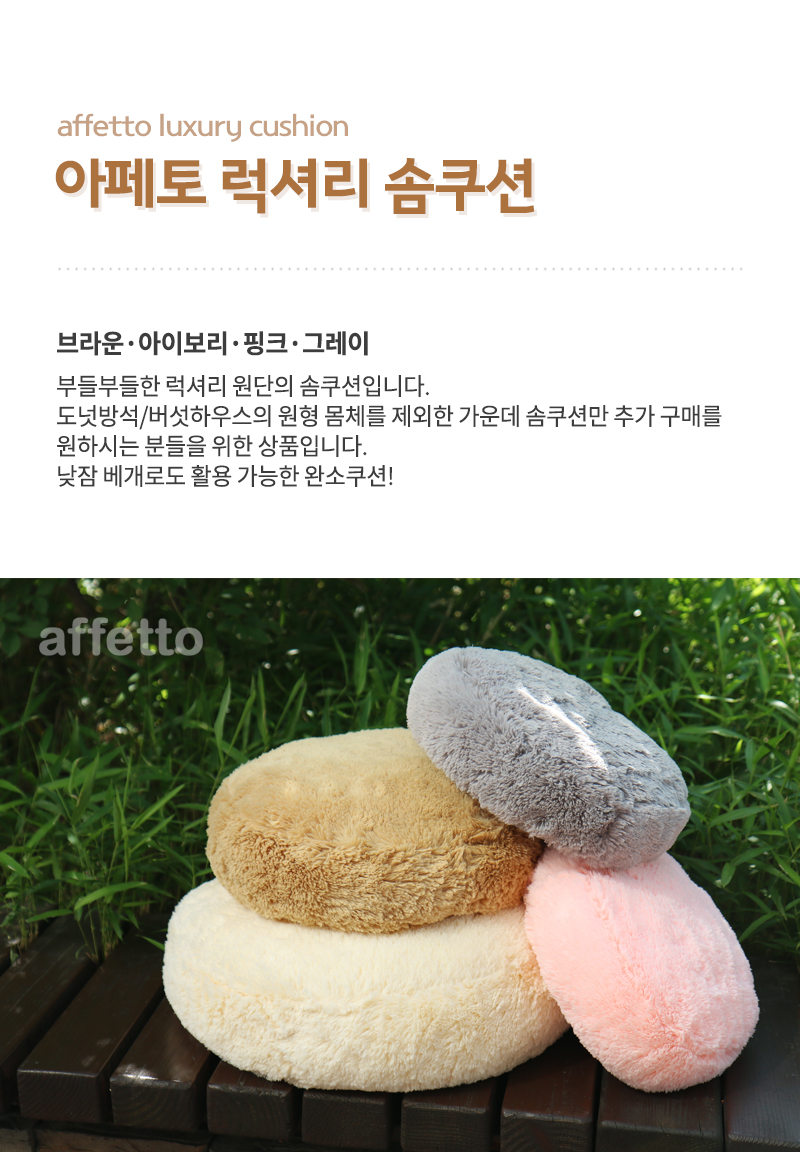 affetto luxury cushion
아페토 럭셔리 솜쿠션
브라운·아이보리·핑크·그레이
부들부들한 럭셔리 원단의 솜쿠션입니다.
도넛방석/버섯하우스의 원형 몸체를 제외한 가운데 솜쿠션만 추가 구매를
원하시는 분들을 위한 상품입니다.
낮잠 베개로도 활용 가능한 완소쿠션!
affetto